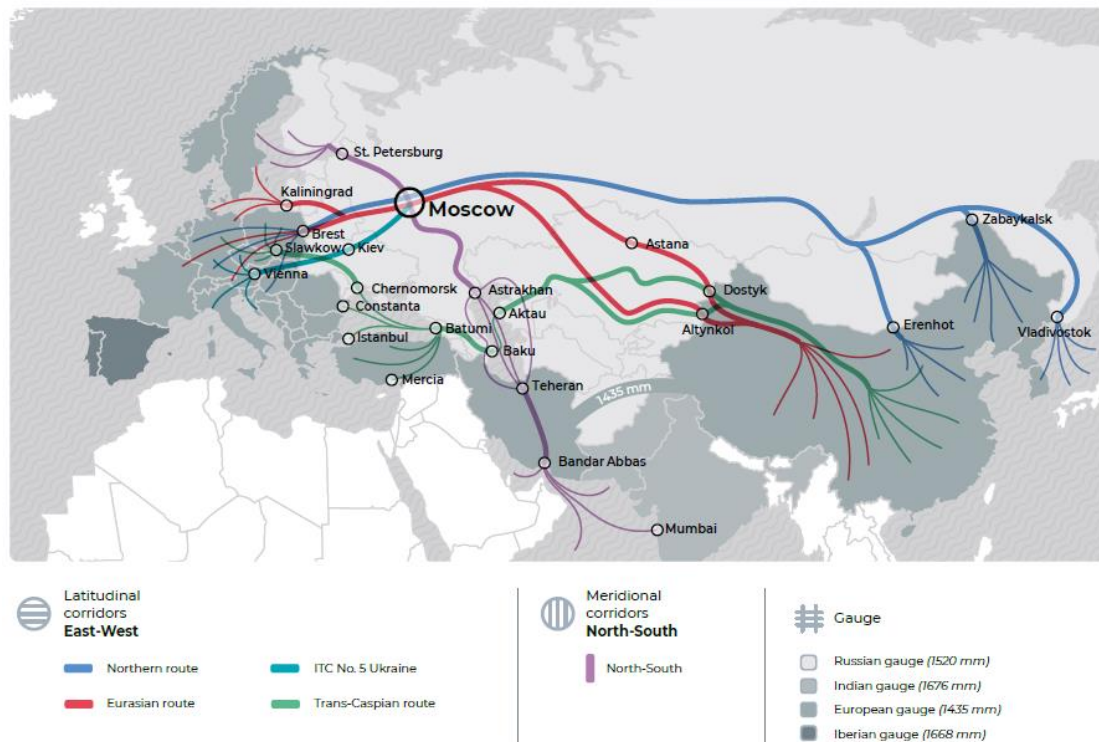 St. Petersburg
Kaliningrad
Moscow
Zabaykalsk
Brest
Slawkow
Kiev
Astana
Vienna
Chernomorsk
Astrakhan
Dostyk
Constanta
Aktau
Erenhot
Vladivostok
Istanbul
Batumi
Altynkol
Baku
Mercia
Teheran
1435 mm
Bandar Abbas
Mumbai
Latitudinal
corridors
East-West
Northern route
Eurasian route
ITC No. 5 Ukraine
Trans-Caspian route
Meridional
corridors
North-South
North-South
Gauge
Russian gauge (1520 mm)
Indian gauge (1676 mm)
European gauge (1435 mm)
Iberian gauge (1668 mm)